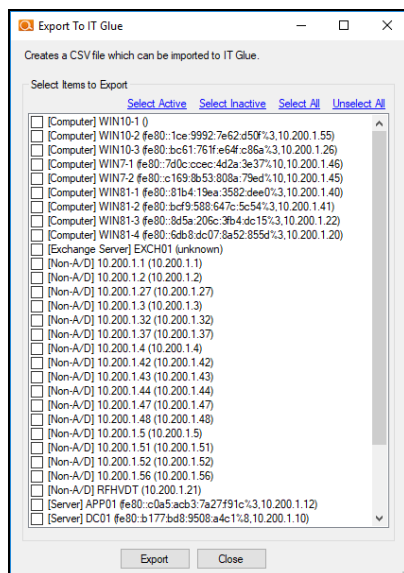 Export To IT Glue
Creates a CSV file which can be imported to IT Glue.
Select Items to Export
Select Active Select Inactive Select All Unselect All
[Computer] WIN10-1 ()
[Computer] WIN10-2 (fe80::1ce:9992:7e62:d50f%3,10.200.1.55)
[Computer] WIN10-3 (fe80::bc61:761f:e64f:c86a%3,10.200.1.26)
[Computer] WIN7-1 (fe80::7d0c:ccec:4d2a:3e37%10,10.200.1.46)
[Computer] WIN7-2 (fe80::c169:8b53:808a:79ed%10,10.200.1.45)
[Computer] WIN81-1 (fe80::81b4:19ea:3582:dee0%3,10.200.1.40)
[Computer] WIN81-2 (fe80::bcf9:588:647c:5c54%3,10.200.1.41)
[Computer] WIN81-3 (fe80::8d5a:206c:3fb4:dc15%3,10.200.1.22)
[Computer] WIN81-4 (fe80::6db8:dc07:8a52:855d%3,10.200.1.20)
[Exchange Server] EXCH01 (unknown)
[Non-A/D] 10.200.1.1 (10.200.1.1)
[Non-A/D] 10.200.1.2 (10.200.1.2)
[Non-A/D] 10.200.1.27 (10.200.1.27)
[Non-A/D] 10.200.1.3 (10.200.1.3)
[Non-A/D] 10.200.1.32 (10.200.1.32)
[Non-A/D] 10.200.1.37 (10.200.1.37)
[Non-A/D] 10.200.1.4 (10.200.1.4)
[Non-A/D] 10.200.1.42 (10.200.1.42)
[Non-A/D] 10.200.1.43 (10.200.1.43)
[Non-A/D] 10.200.1.44 (10.200.1.44)
[Non-A/D] 10.200.1.47 (10.200.1.47)
[Non-A/D] 10.200.1.48 (10.200.1.48)
[Non-A/D] 10.200.1.5 (10.200.1.5)
[Non-A/D] 10.200.1.51 (10.200.1.51)
[Non-A/D] 10.200.1.52 (10.200.1.52)
[Non-A/D] 10.200.1.56 (10.200.1.56)
[Non-A/D] RFHVDT (10.200.1.21)
[Server] APP01 (fe80::c0a5:acb3:7a27:f91c%3,10.200.1.12)
[Server] DC01 (fe80::b177:bd8:9508:a4c1%8,10.200.1.10)
Export Close